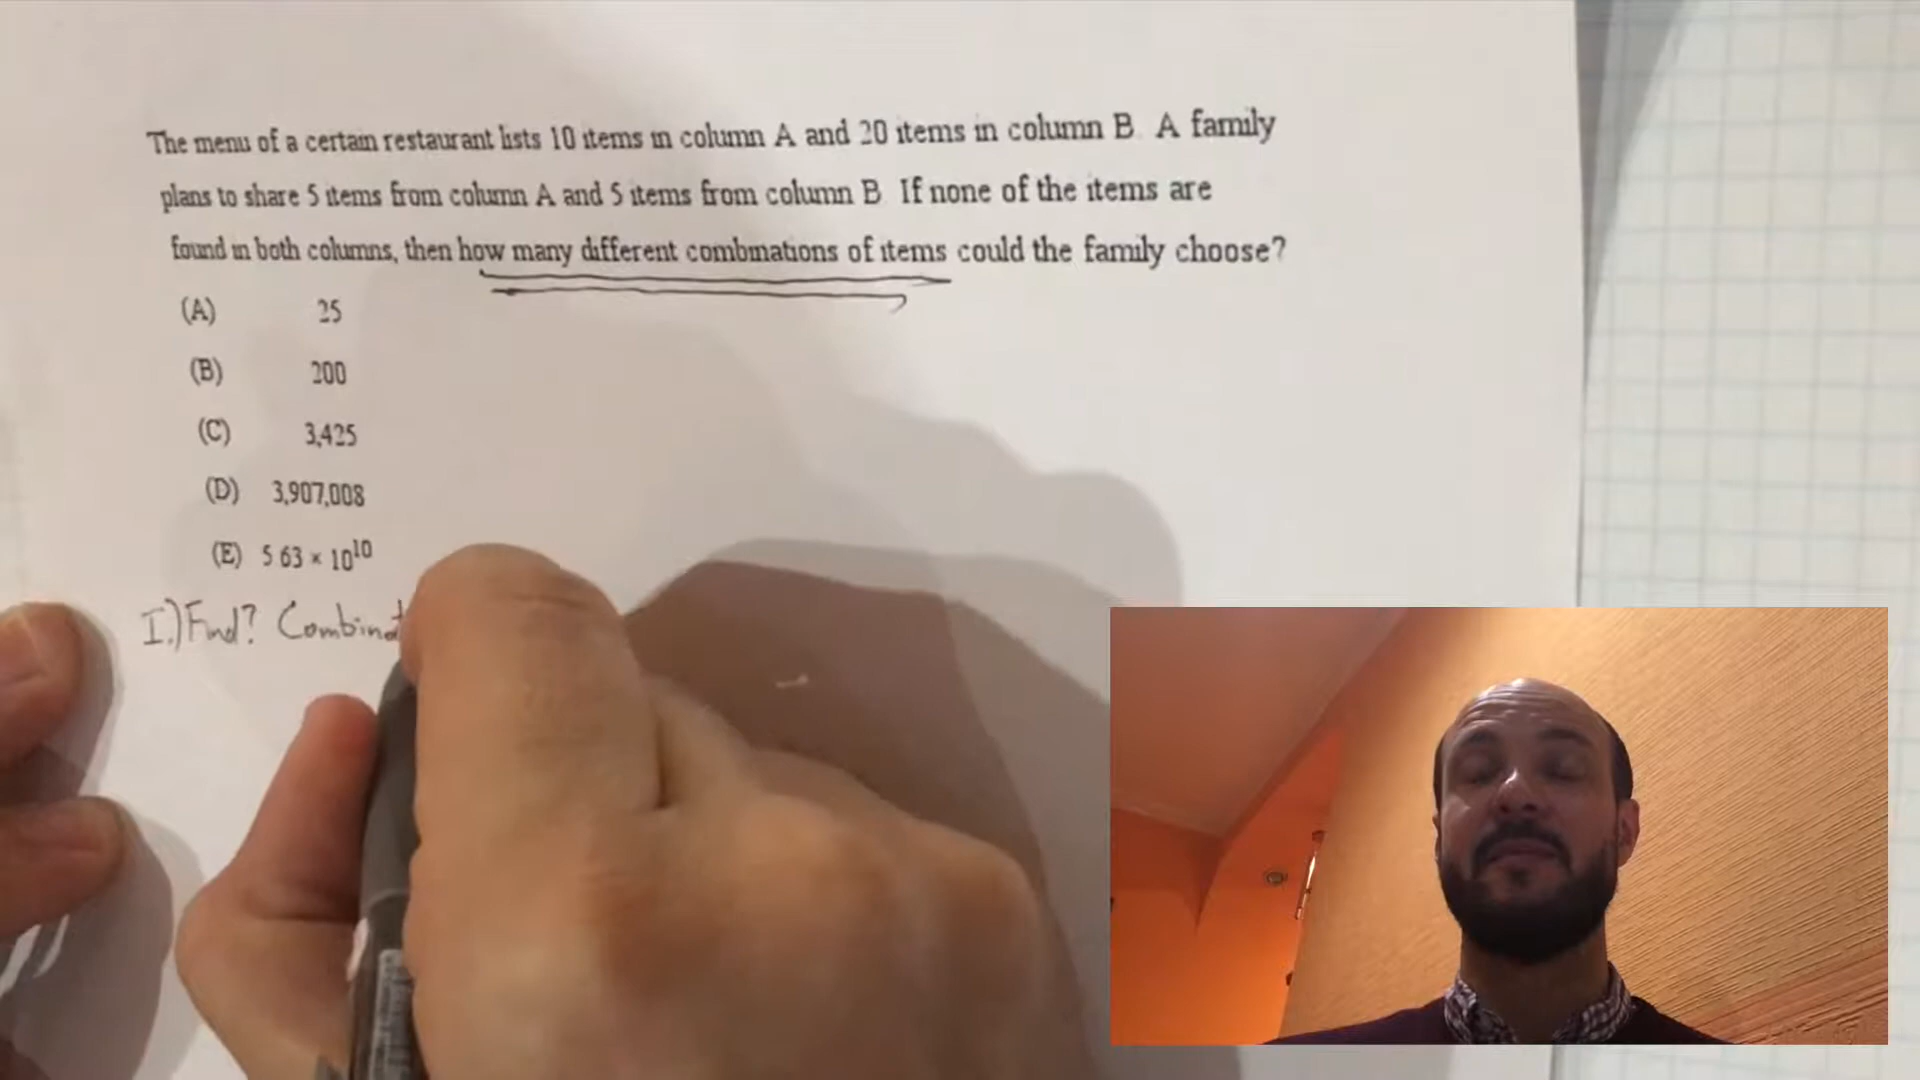 The menu of a certain restaurant lists 10 items in column A and 20 items in column B. A family
plans to share 5 items from column A and 5 items from column B. If none of the items are
found in both columns, then how many different combinations of items could the family choose?
(A) 25
(B) 200
(C) 3,425
(D) 3,907,008
(E) 5.63 × 10¹⁰
I.) Find? Combinat